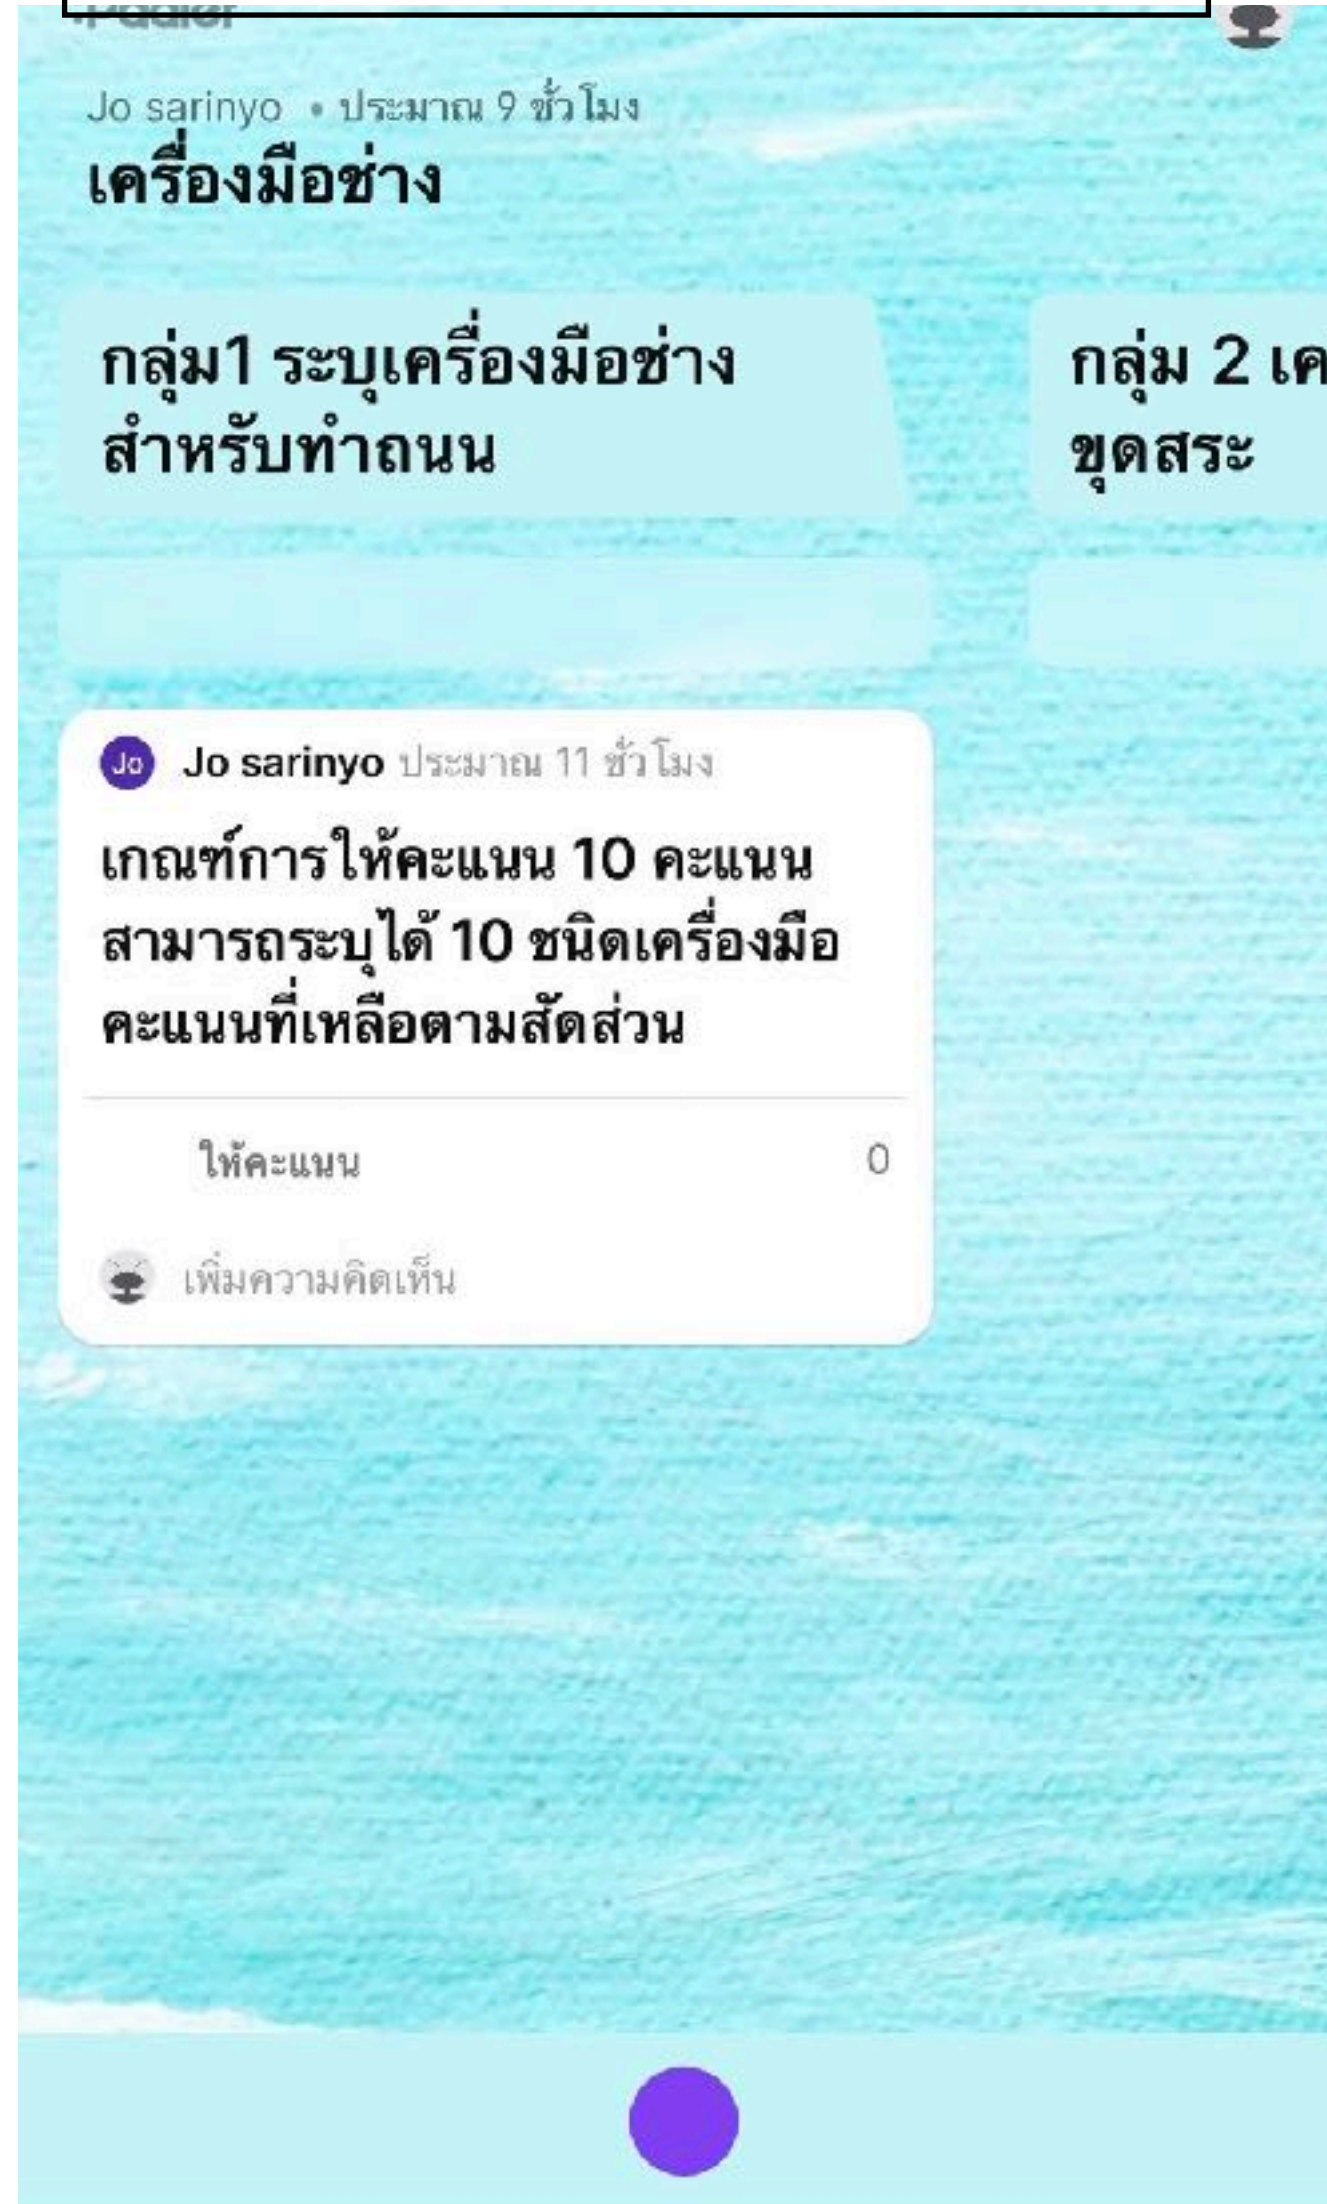 Jo sarinyo • ประมาณ 9 ชั่วโมง
เครื่องมือช่าง
กลุ่ม1 ระบุเครื่องมือช่าง
สำหรับทำถนน
กลุ่ม 2 เค
ขุดสระ
Jo Jo sarinyo ประมาณ 11 ชั่วโมง
เกณฑ์การให้คะแนน 10 คะแนน
สามารถระบุได้ 10 ชนิดเครื่องมือ
คะแนนที่เหลือตามสัดส่วน
ให้คะแนน 0
เพิ่มความคิดเห็น